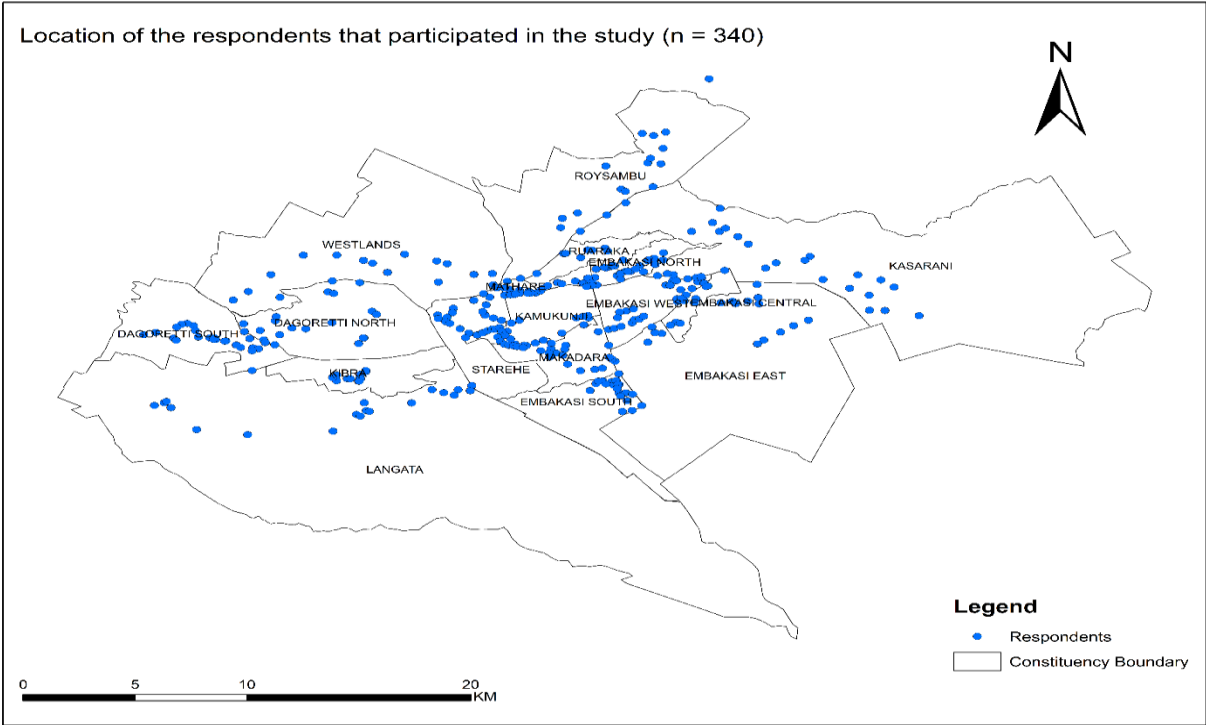 Location of the respondents that participated in the study (n = 340)
N
ROYSAMBU
WESTLANDS
RUARAKA
EMBAKASI NORTH
KASARANI
MATHARE
EMBAKASI WEST
EMBAKASI CENTRAL
KAMUKUNJI
DAGORETTI NORTH
DAGORETTI SOUTH
MAKADARA
STAREHE
KIBRA
EMBAKASI EAST
EMBAKASI SOUTH
LANGATA
Legend
Respondents
Constituency Boundary
0 5 10 20
KM